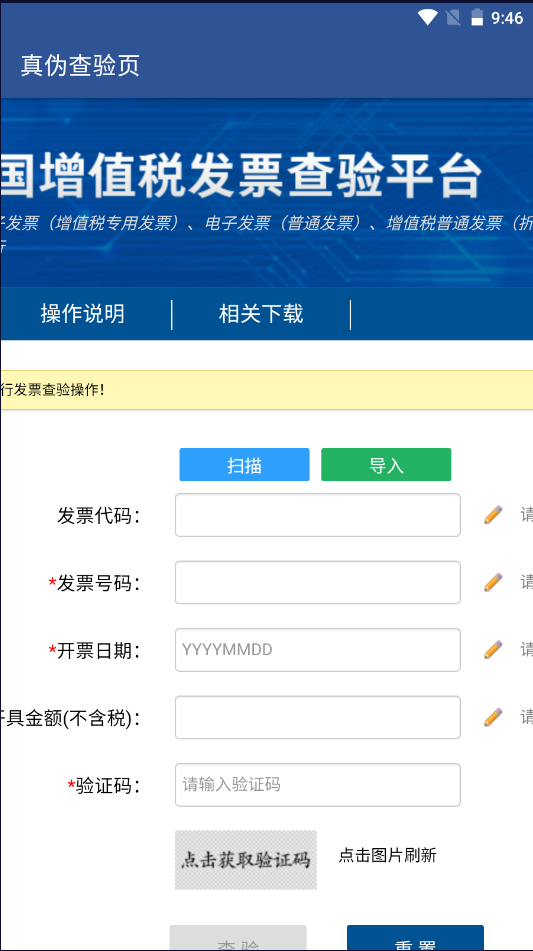 9:46
真伪查验页
国增值税发票查验平台
子发票（增值税专用发票）、电子发票（普通发票）、增值税普通发票（折
行
操作说明
相关下载
行发票查验操作！
扫描
导入
发票代码：
请
*发票号码：
请
*开票日期：
YYYYMMDD
请
开具金额(不含税)：
请
*验证码：
请输入验证码
点击获取验证码
点击图片刷新
查 验
重 置